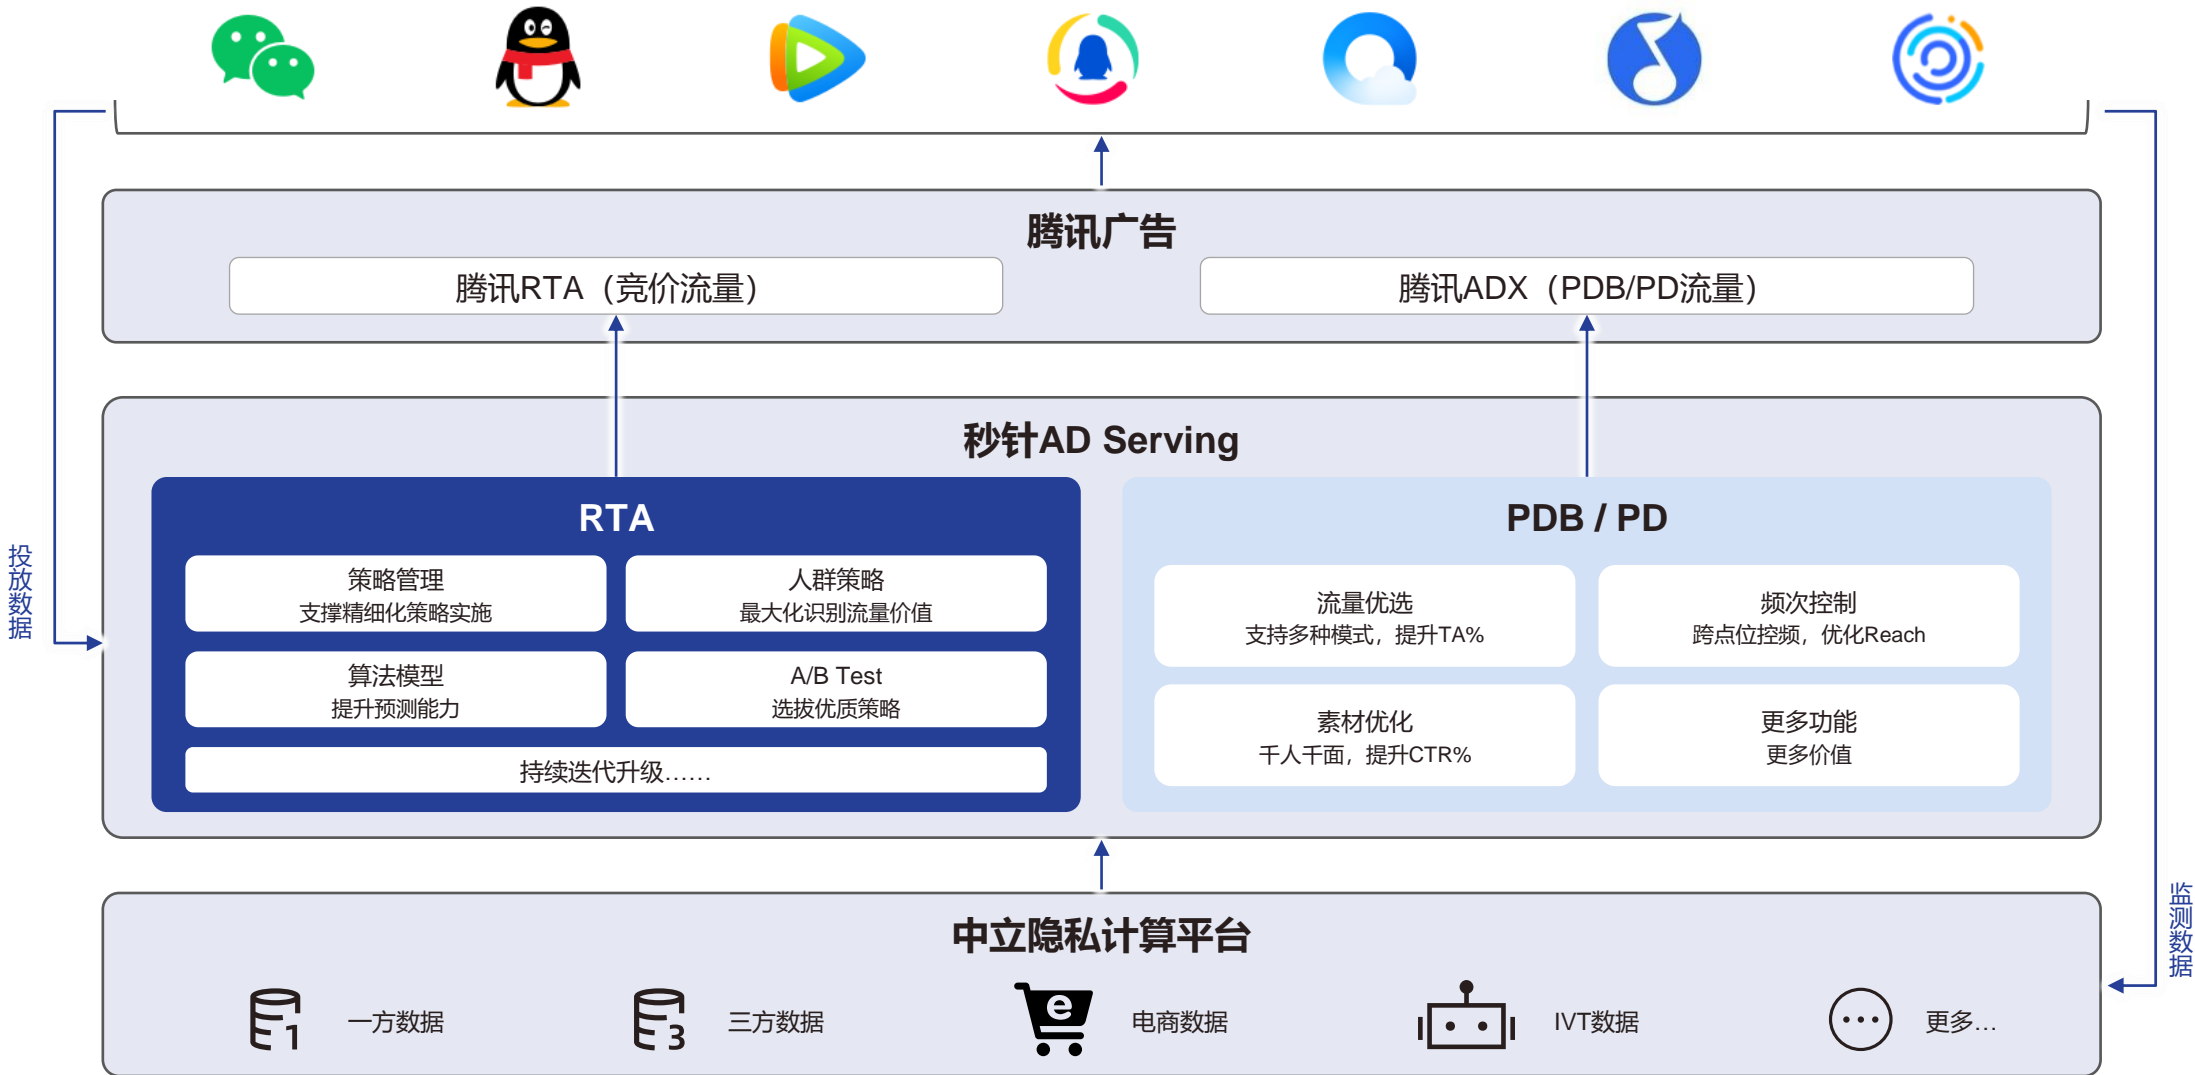 腾讯广告
腾讯RTA（竞价流量）
腾讯ADX（PDB/PD流量）
秒针AD Serving
RTA
策略管理
支撑精细化策略实施
人群策略
最大化识别流量价值
算法模型
提升预测能力
A/B Test
选拔优质策略
持续迭代升级……
PDB / PD
流量优选
支持多种模式，提升TA%
频次控制
跨点位控频，优化Reach
素材优化
千人千面，提升CTR%
更多功能
更多价值
投放数据
监测数据
中立隐私计算平台
1
一方数据
3
三方数据
e
电商数据
IVT数据
更多…